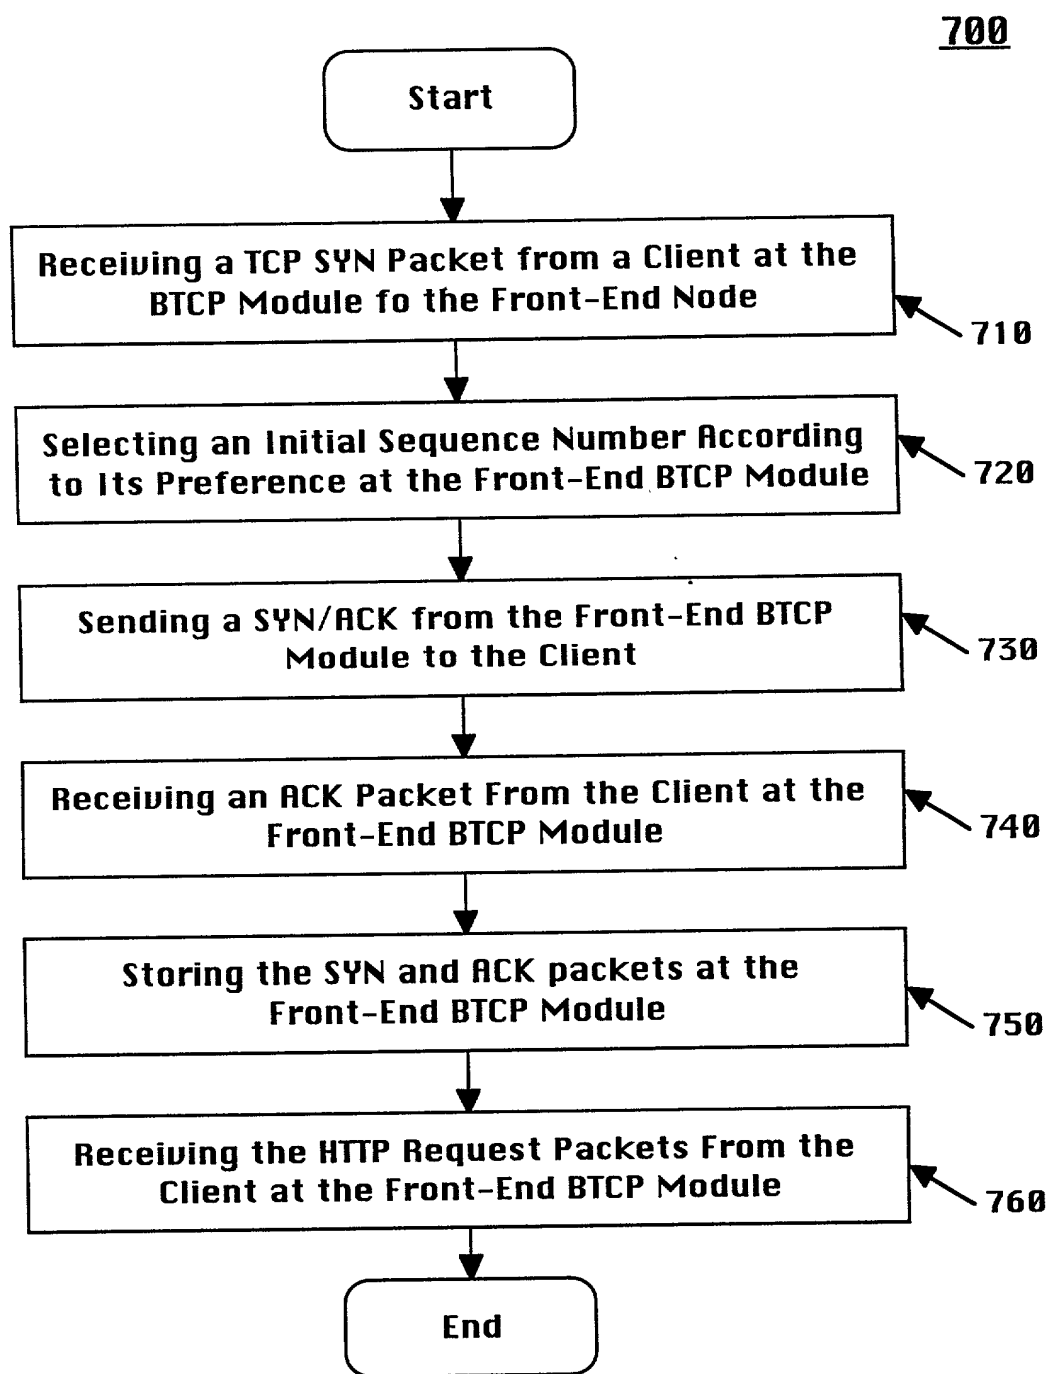 700
Start
Receiving a TCP SYN Packet from a Client at the
BTCP Module fo the Front-End Node
710
Selecting an Initial Sequence Number According
to Its Preference at the Front-End BTCP Module
720
Sending a SYN/ACK from the Front-End BTCP
Module to the Client
730
Receiving an ACK Packet From the Client at the
Front-End BTCP Module
740
Storing the SYN and ACK packets at the
Front-End BTCP Module
750
Receiving the HTTP Request Packets From the
Client at the Front-End BTCP Module
760
End